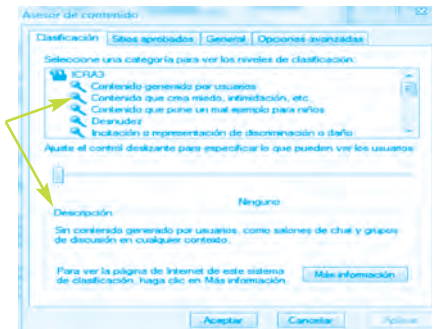 Asesor de contenido
Clasificación Sitios aprobados General Opciones avanzadas
Seleccione una categoría para ver los niveles de clasificación:
ICRA3
Contenido generado por usuarios
Contenido que crea miedo, intimidación, etc.
Contenido que pone un mal ejemplo para niños
Desnudez
Incitación o representación de discriminación o daño
Ajuste el control deslizante para especificar lo que pueden ver los usuarios:
Ninguno
Descripción
Sin contenido generado por usuarios, como salones de chat y grupos
de discusión en cualquier contexto.
Para ver la página de Internet de este sistema
de clasificación, haga clic en Más información.
Más información
Aceptar Cancelar Aplicar